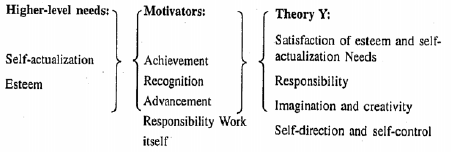 Higher-level needs:
Self-actualization
Esteem
Motivators:
Achievement
Recognition
Advancement
Responsibility Work
itself
Theory Y:
Satisfaction of esteem and self-
actualization Needs
Responsibility
Imagination and creativity
Self-direction and self-control